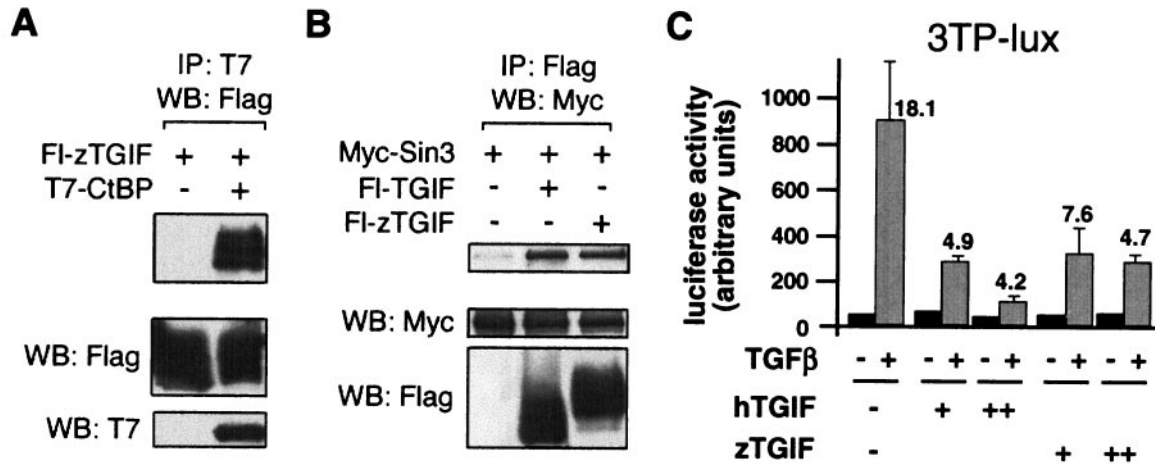 A
IP: T7
WB: Flag
Fl-zTGIF + +
T7-CtBP - +
WB: Flag
WB: T7
B
IP: Flag
WB: Myc
Myc-Sin3 + + +
Fl-TGIF - + -
Fl-zTGIF - - +
WB: Myc
WB: Flag
C
3TP-lux
luciferase activity
(arbitrary units)
1000
800
600
400
200
0
18.1
4.9
4.2
7.6
4.7
TGFβ - + - + - + - + - +
hTGIF - + ++
zTGIF - + ++